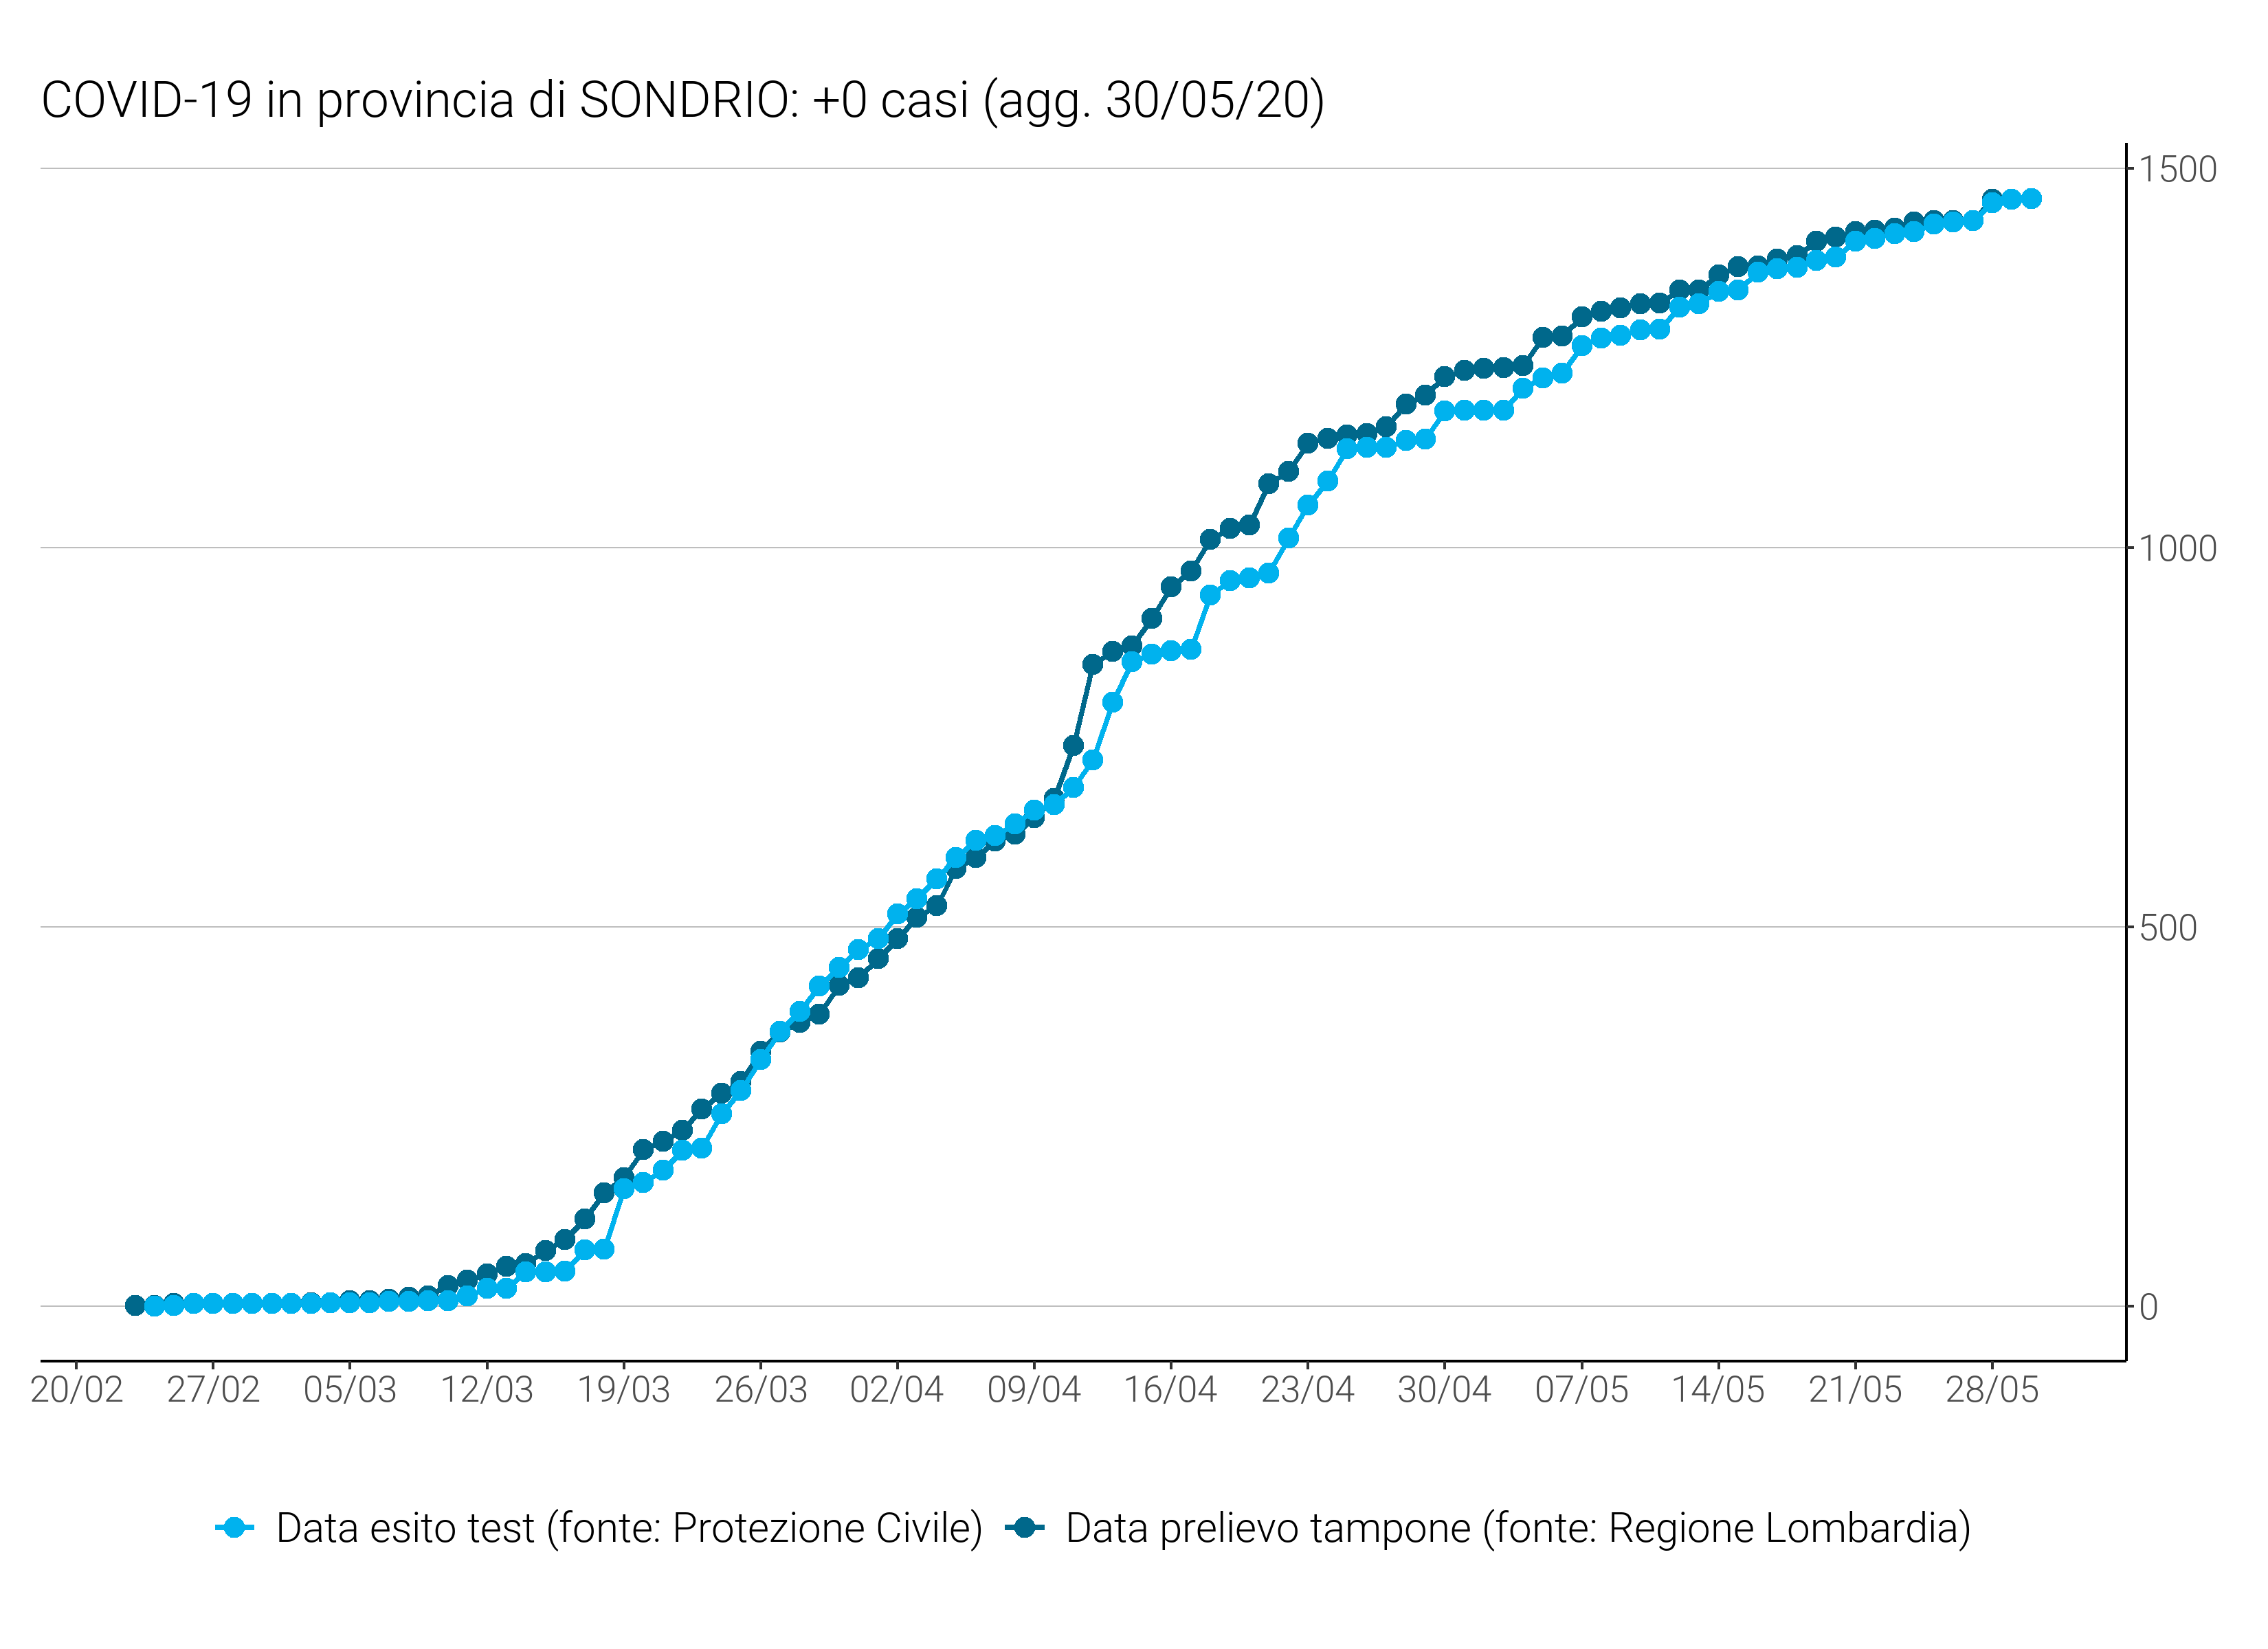 COVID-19 in provincia di SONDRIO: +0 casi (agg. 30/05/20)
1500
1000
500
0
20/02 27/02 05/03 12/03 19/03 26/03 02/04 09/04 16/04 23/04 30/04 07/05 14/05 21/05 28/05
Data esito test (fonte: Protezione Civile) Data prelievo tampone (fonte: Regione Lombardia)